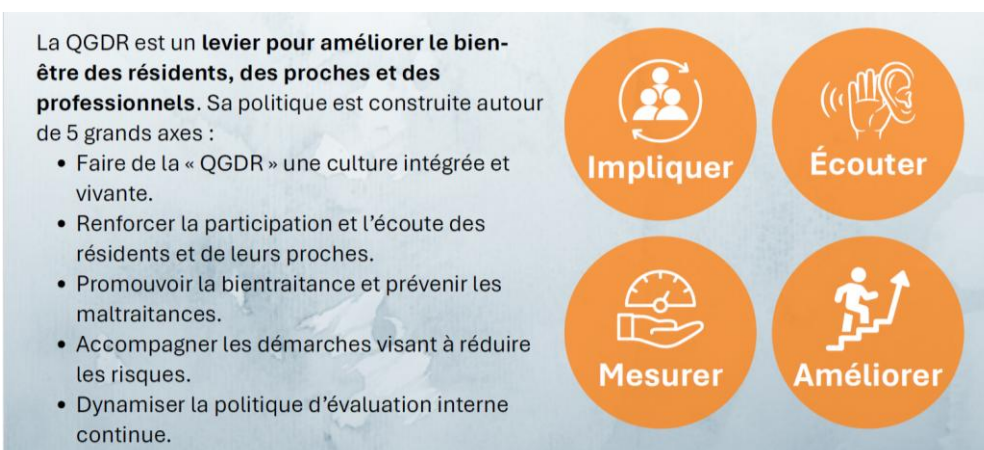 La QGDR est un levier pour améliorer le bien-
être des résidents, des proches et des
professionnels. Sa politique est construite autour
de 5 grands axes :
• Faire de la « QGDR » une culture intégrée et
vivante.
• Renforcer la participation et l’écoute des
résidents et de leurs proches.
• Promouvoir la bientraitance et prévenir les
maltraitances.
• Accompagner les démarches visant à réduire
les risques.
• Dynamiser la politique d’évaluation interne
continue.
Impliquer
Écouter
Mesurer
Améliorer